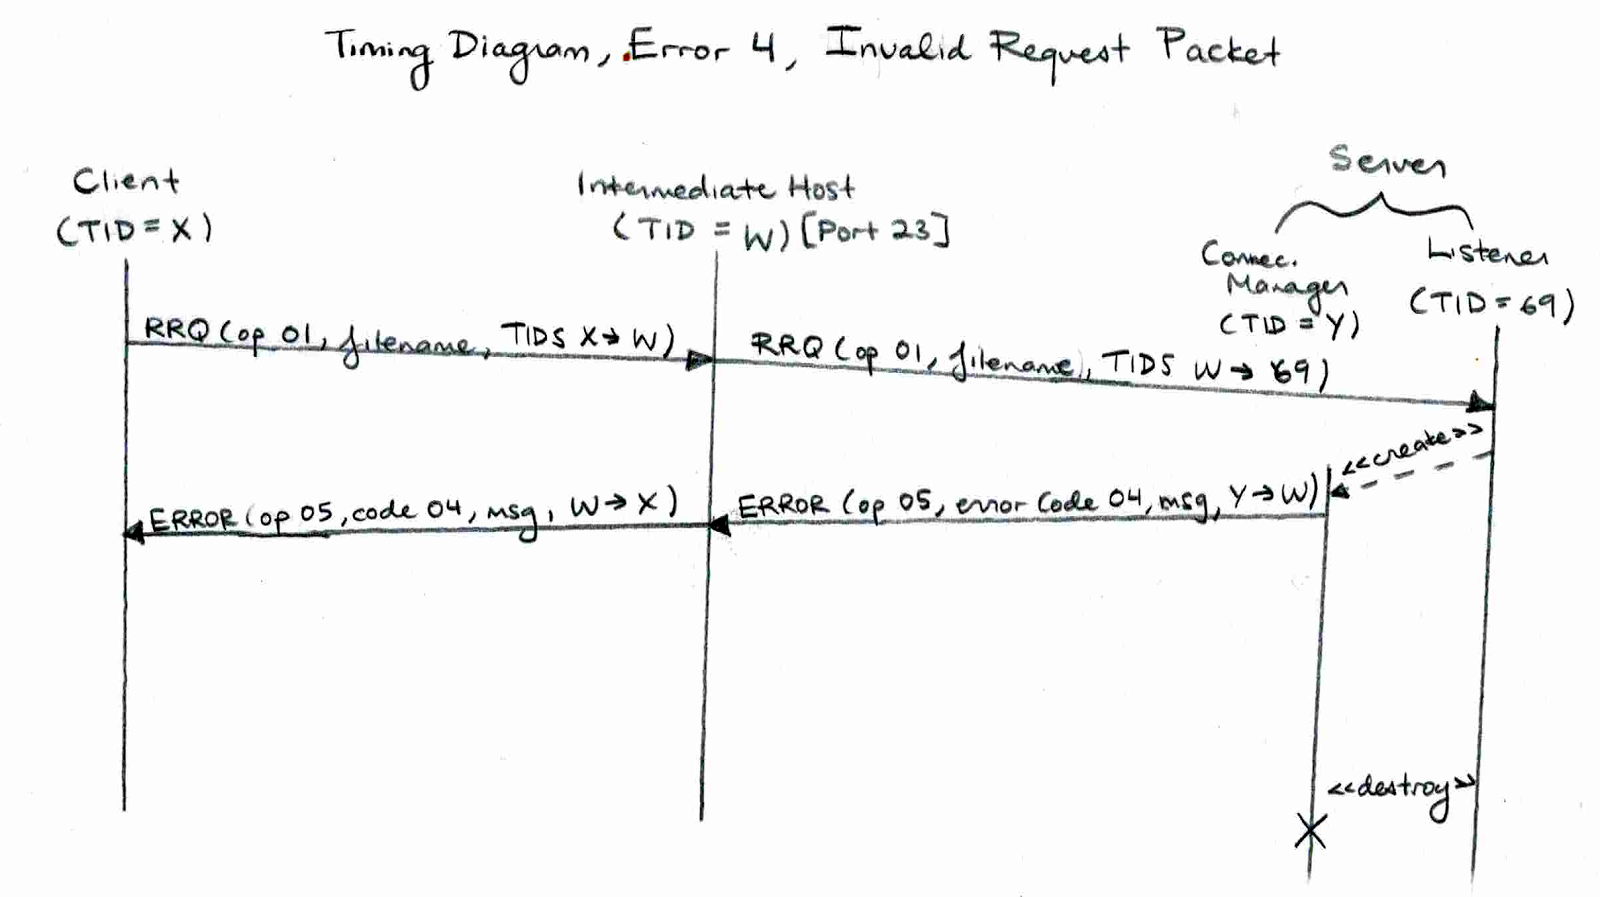 Timing Diagram, Error 4, Invalid Request Packet
Server
Client
(TID = X)
Intermediate Host
(TID = W) [Port 23]
Connec.
Manager
(TID = Y)
Listener
(TID = 69)
RRQ (op 01, filename, TIDS X→W)
RRQ (op 01, filename), TIDS W→69)
<<create>>
ERROR (op 05, code 04, msg, W→X)
ERROR (op 05, error code 04, msg, Y→W)
<<destroy>>